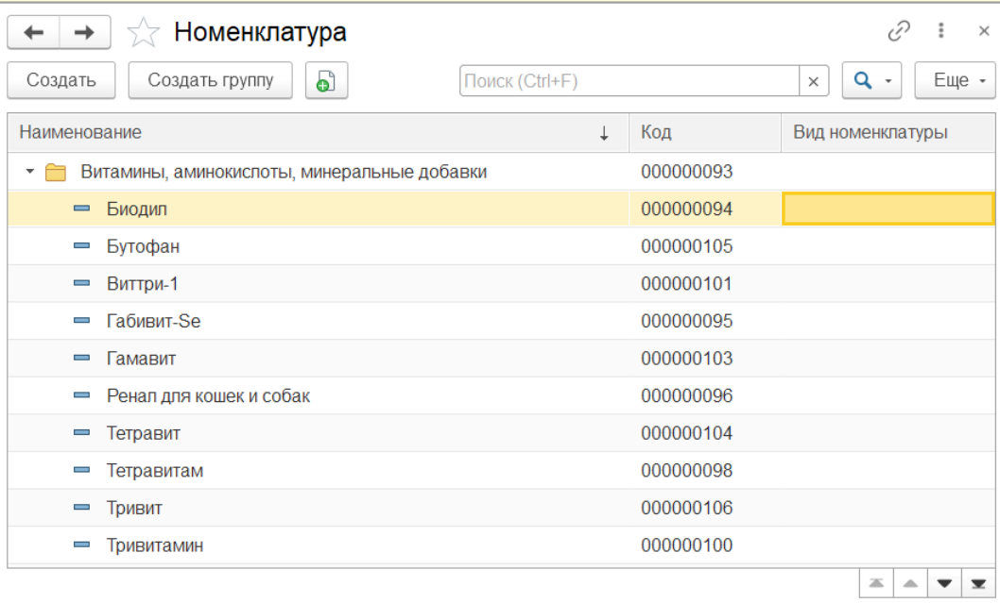 Номенклатура
Создать Создать группу Поиск (Ctrl+F) Еще
Наименование Код Вид номенклатуры
Витамины, аминокислоты, минеральные добавки 000000093
Биодил 000000094
Бутофан 000000105
Виттри-1 000000101
Габивит-Se 000000095
Гамавит 000000103
Ренал для кошек и собак 000000096
Тетравит 000000104
Тетравитам 000000098
Тривит 000000106
Тривитамин 000000100